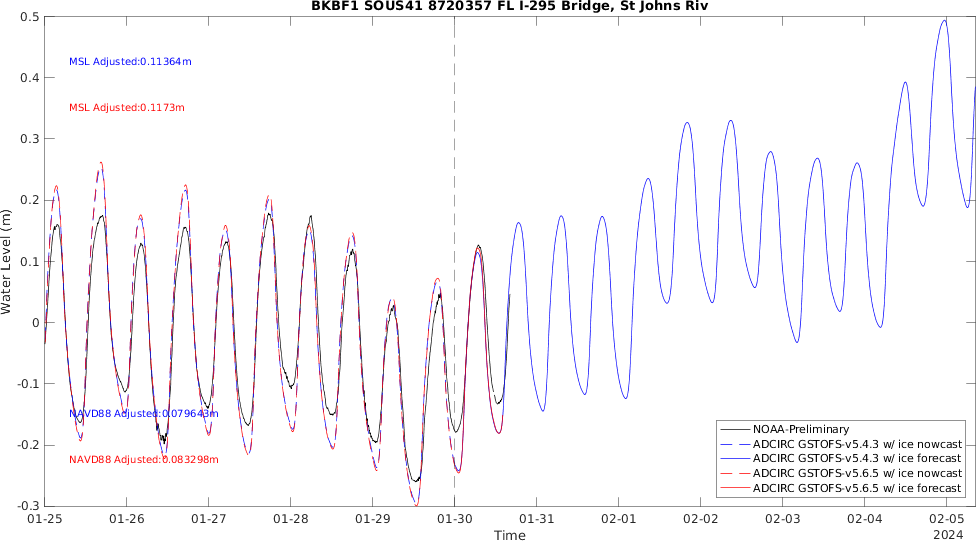 BKBF1 SOUS41 8720357 FL I-295 Bridge, St Johns Riv
0.5
0.4
0.3
0.2
0.1
0
-0.1
-0.2
-0.3
Water Level (m)
MSL Adjusted:0.11364m
MSL Adjusted:0.1173m
NAVD88 Adjusted:0.079643m
NAVD88 Adjusted:0.083298m
NOAA-Preliminary
ADCIRC GSTOFS-v5.4.3 w/ ice nowcast
ADCIRC GSTOFS-v5.4.3 w/ ice forecast
ADCIRC GSTOFS-v5.6.5 w/ ice nowcast
ADCIRC GSTOFS-v5.6.5 w/ ice forecast
01-25 01-26 01-27 01-28 01-29 01-30 01-31 02-01 02-02 02-03 02-04 02-05
2024
Time